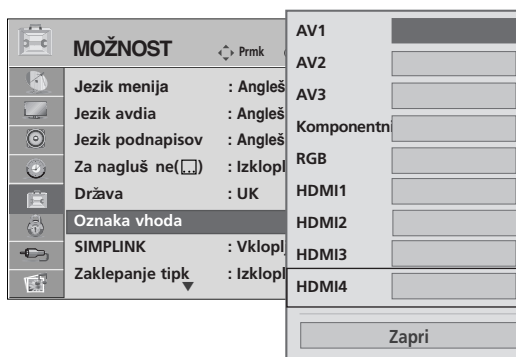 MOŽNOST
Prmk
Jezik menija : Angleš
Jezik avdia : Angleš
Jezik podnapisov : Angleš
Za nagluš ne(...) : Izklopl
Država : UK
Oznaka vhoda
SIMPLINK : Vklopl
Zaklepanje tipk : Izklopl
AV1
AV2
AV3
Komponentni
RGB
HDMI1
HDMI2
HDMI3
HDMI4
Zapri